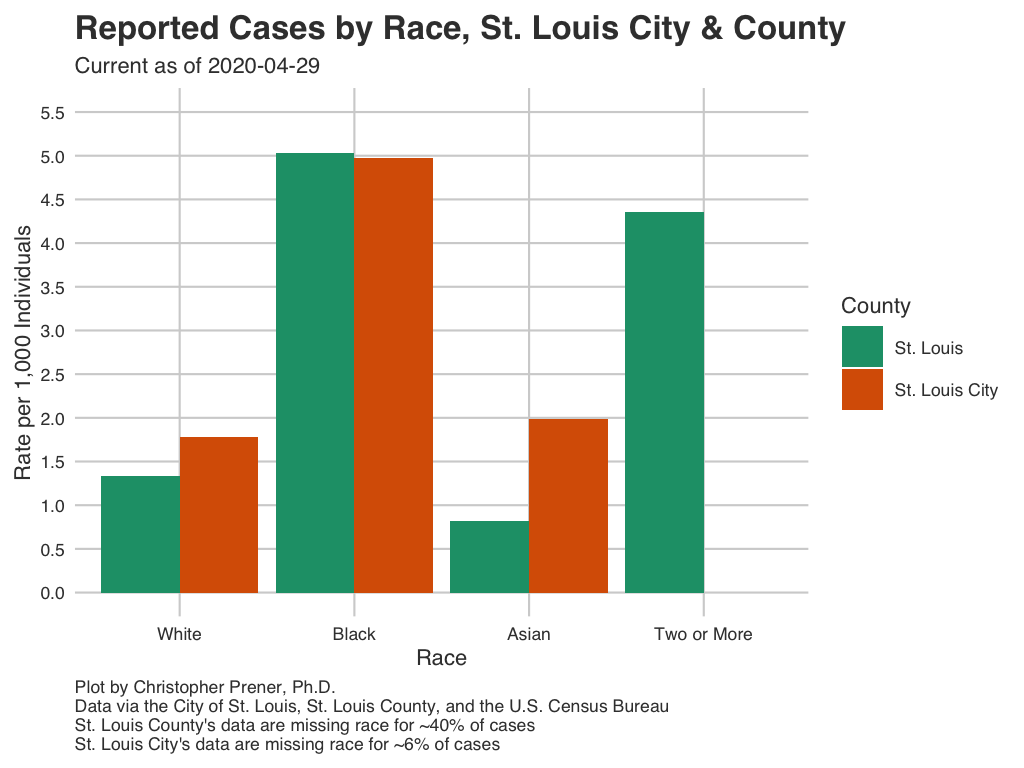 Reported Cases by Race, St. Louis City & County
Current as of 2020-04-29
Rate per 1,000 Individuals
5.5
5.0
4.5
4.0
3.5
3.0
2.5
2.0
1.5
1.0
0.5
0.0
White
Black
Asian
Two or More
Race
County
St. Louis
St. Louis City
Plot by Christopher Prener, Ph.D.
Data via the City of St. Louis, St. Louis County, and the U.S. Census Bureau
St. Louis County's data are missing race for ~40% of cases
St. Louis City's data are missing race for ~6% of cases